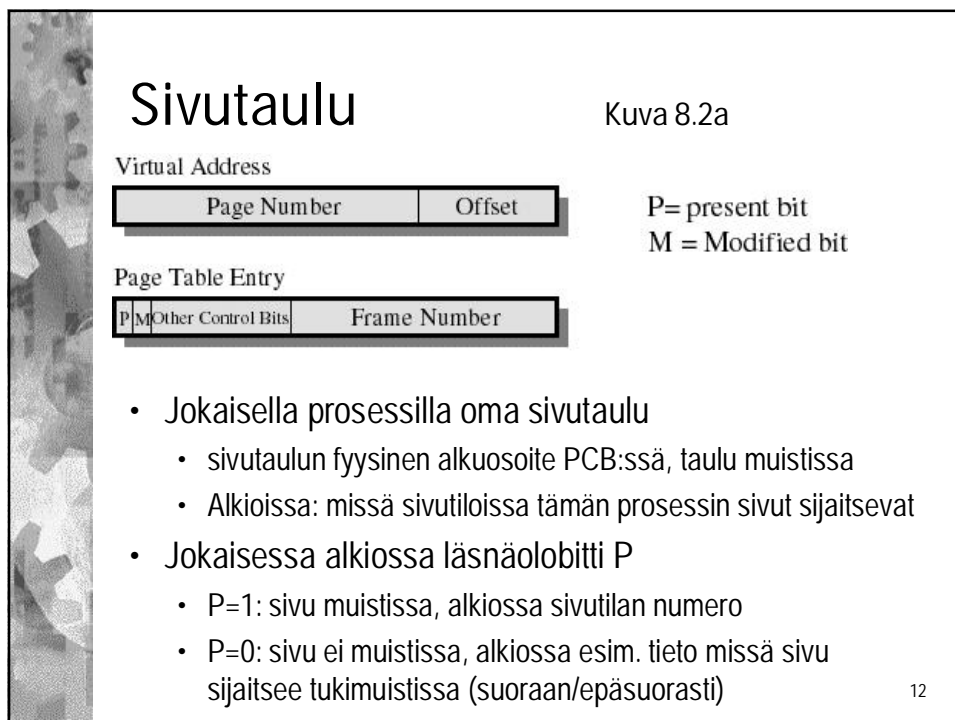 Sivutaulu
Kuva 8.2a
Virtual Address
Page Number
Offset
P= present bit
M = Modified bit
Page Table Entry
P M Other Control Bits Frame Number
• Jokaisella prosessilla oma sivutaulu
• sivutaulun fyysinen alkuosoite PCB:ssä, taulu muistissa
• Alkioissa: missä sivutiloissa tämän prosessin sivut sijaitsevat
• Jokaisessa alkiossa läsnäolobitti P
• P=1: sivu muistissa, alkiossa sivutilan numero
• P=0: sivu ei muistissa, alkiossa esim. tieto missä sivu
sijaitsee tukimuistissa (suoraan/epäsuorasti)
12